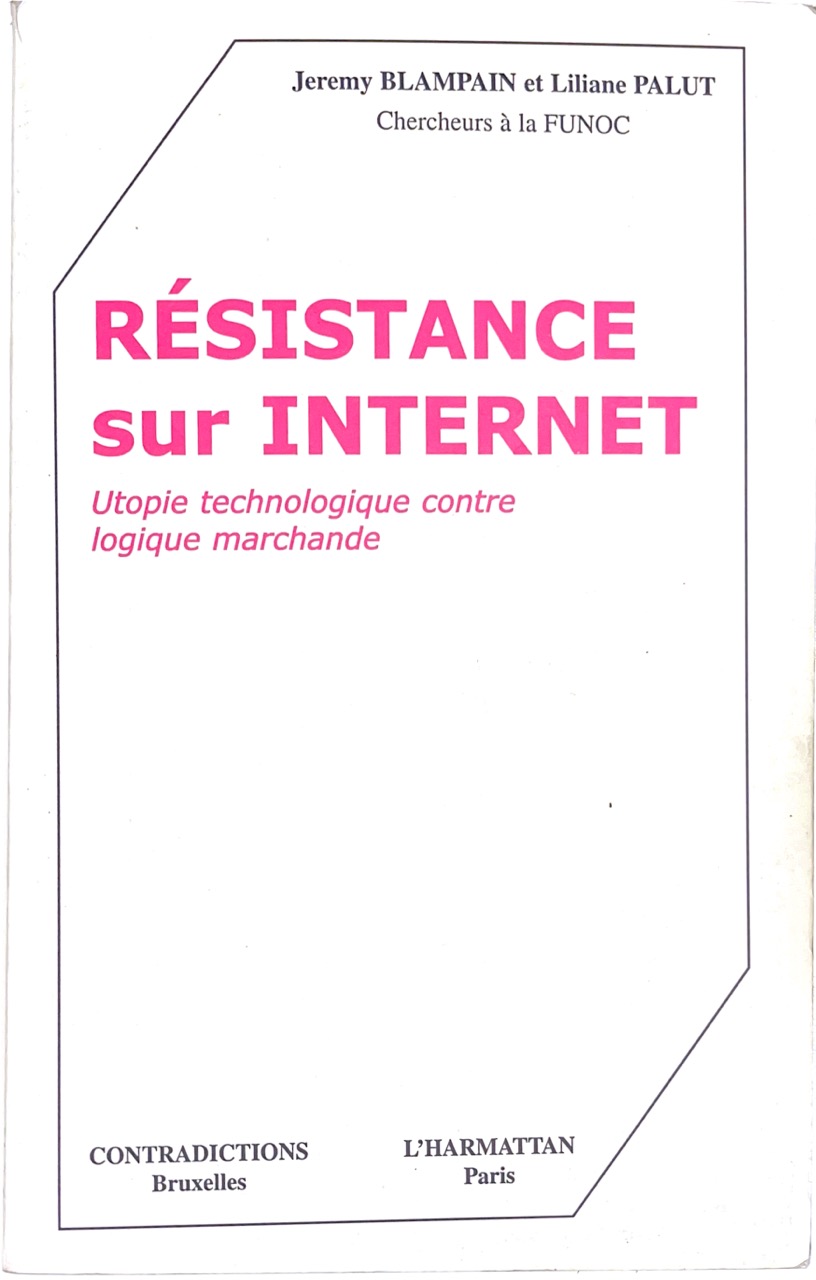 Jeremy BLAMPAIN et Liliane PALUT
Chercheurs à la FUNOC
RÉSISTANCE
sur INTERNET
Utopie technologique contre
logique marchande
CONTRADICTIONS
Bruxelles
L'HARMATTAN
Paris